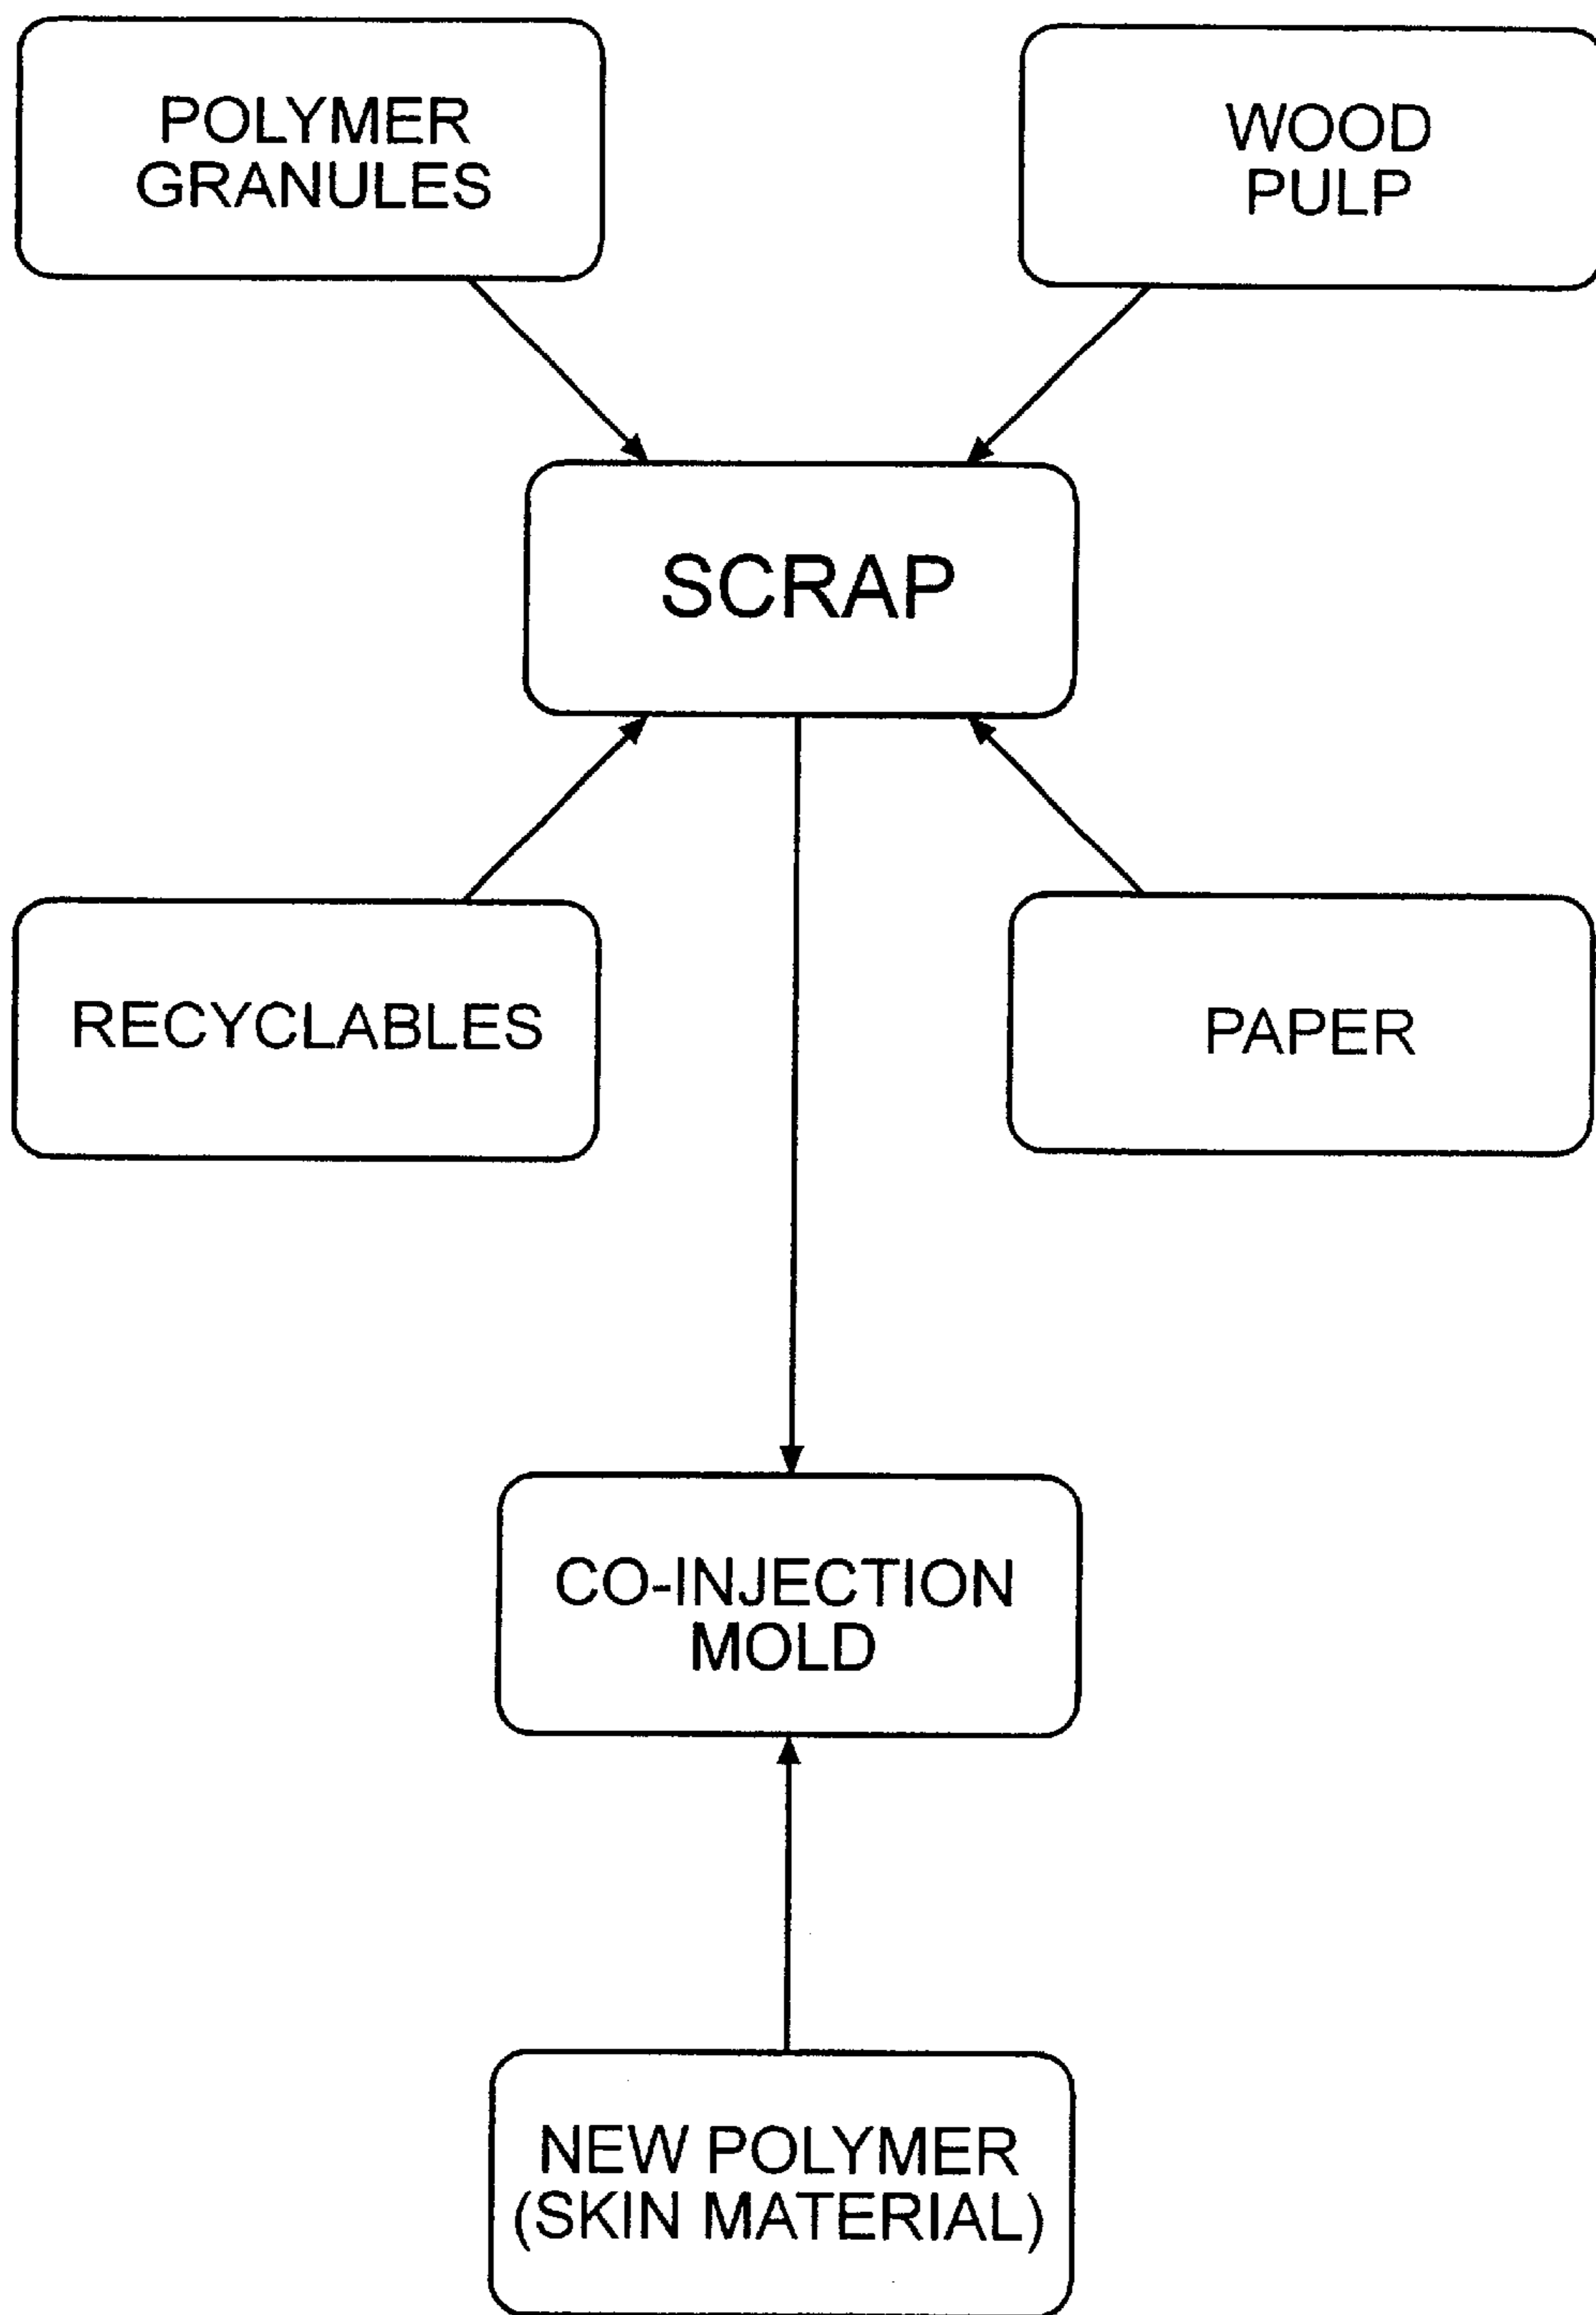 POLYMER
GRANULES
WOOD
PULP
SCRAP
RECYCLABLES
PAPER
CO-INJECTION
MOLD
NEW POLYMER
(SKIN MATERIAL)